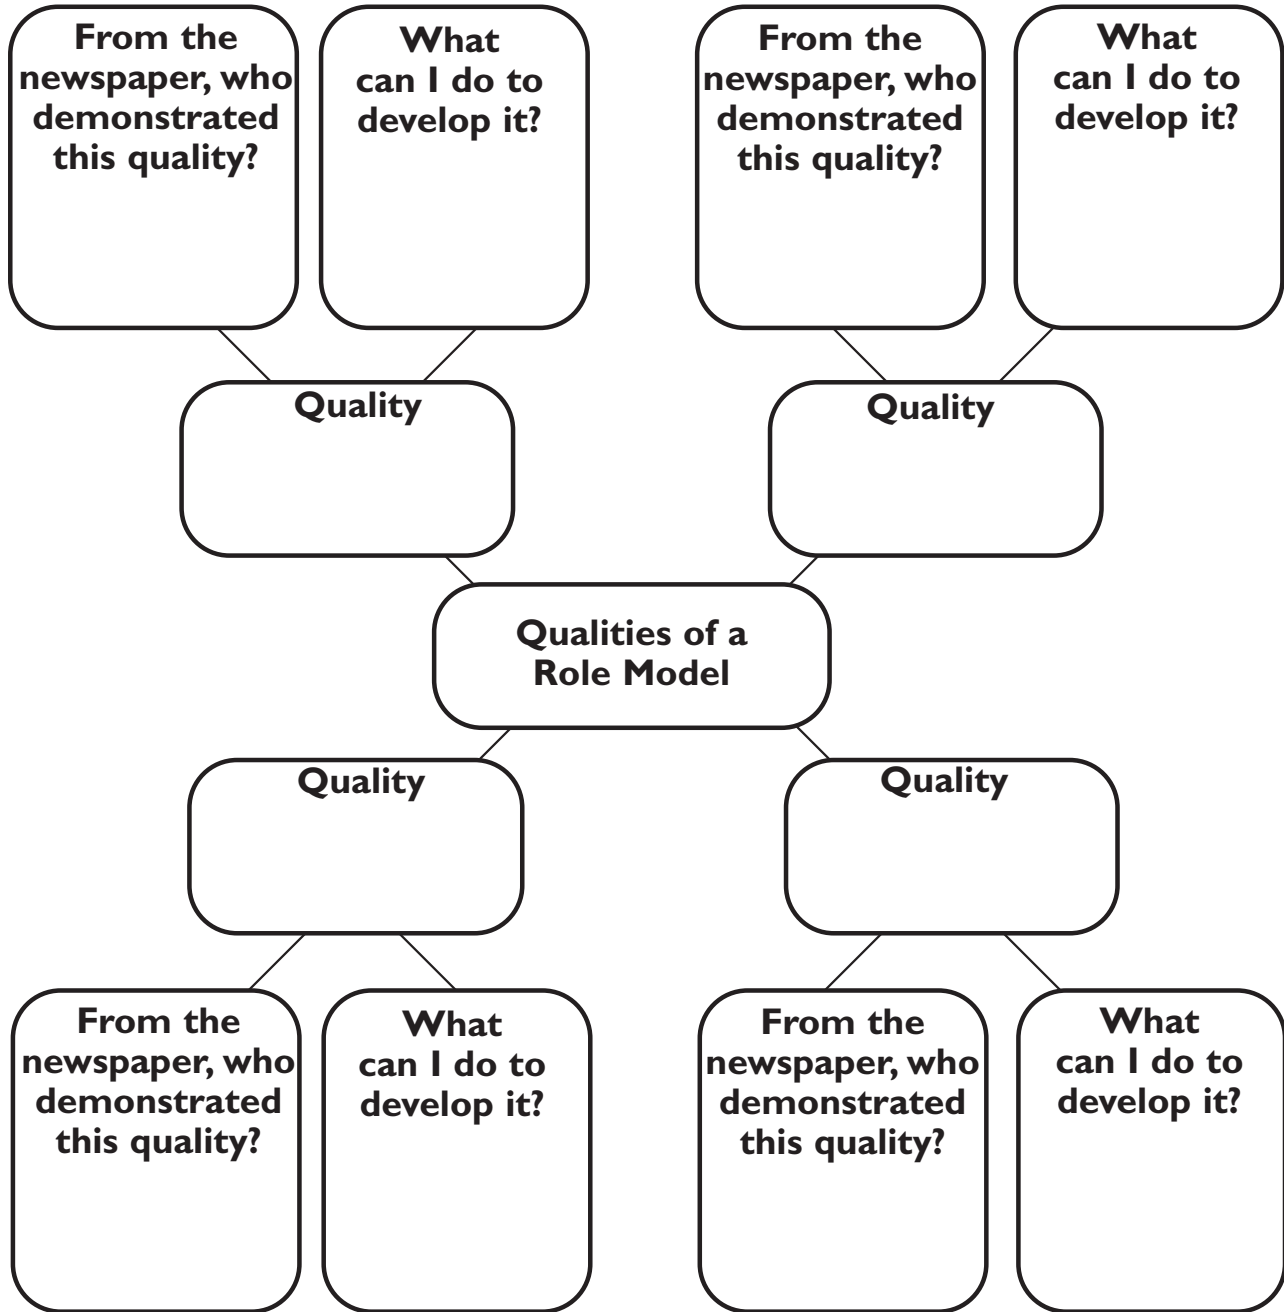 From the
newspaper, who
demonstrated
this quality?
What
can I do to
develop it?
From the
newspaper, who
demonstrated
this quality?
What
can I do to
develop it?
Quality
Quality
Qualities of a
Role Model
Quality
Quality
From the
newspaper, who
demonstrated
this quality?
What
can I do to
develop it?
From the
newspaper, who
demonstrated
this quality?
What
can I do to
develop it?